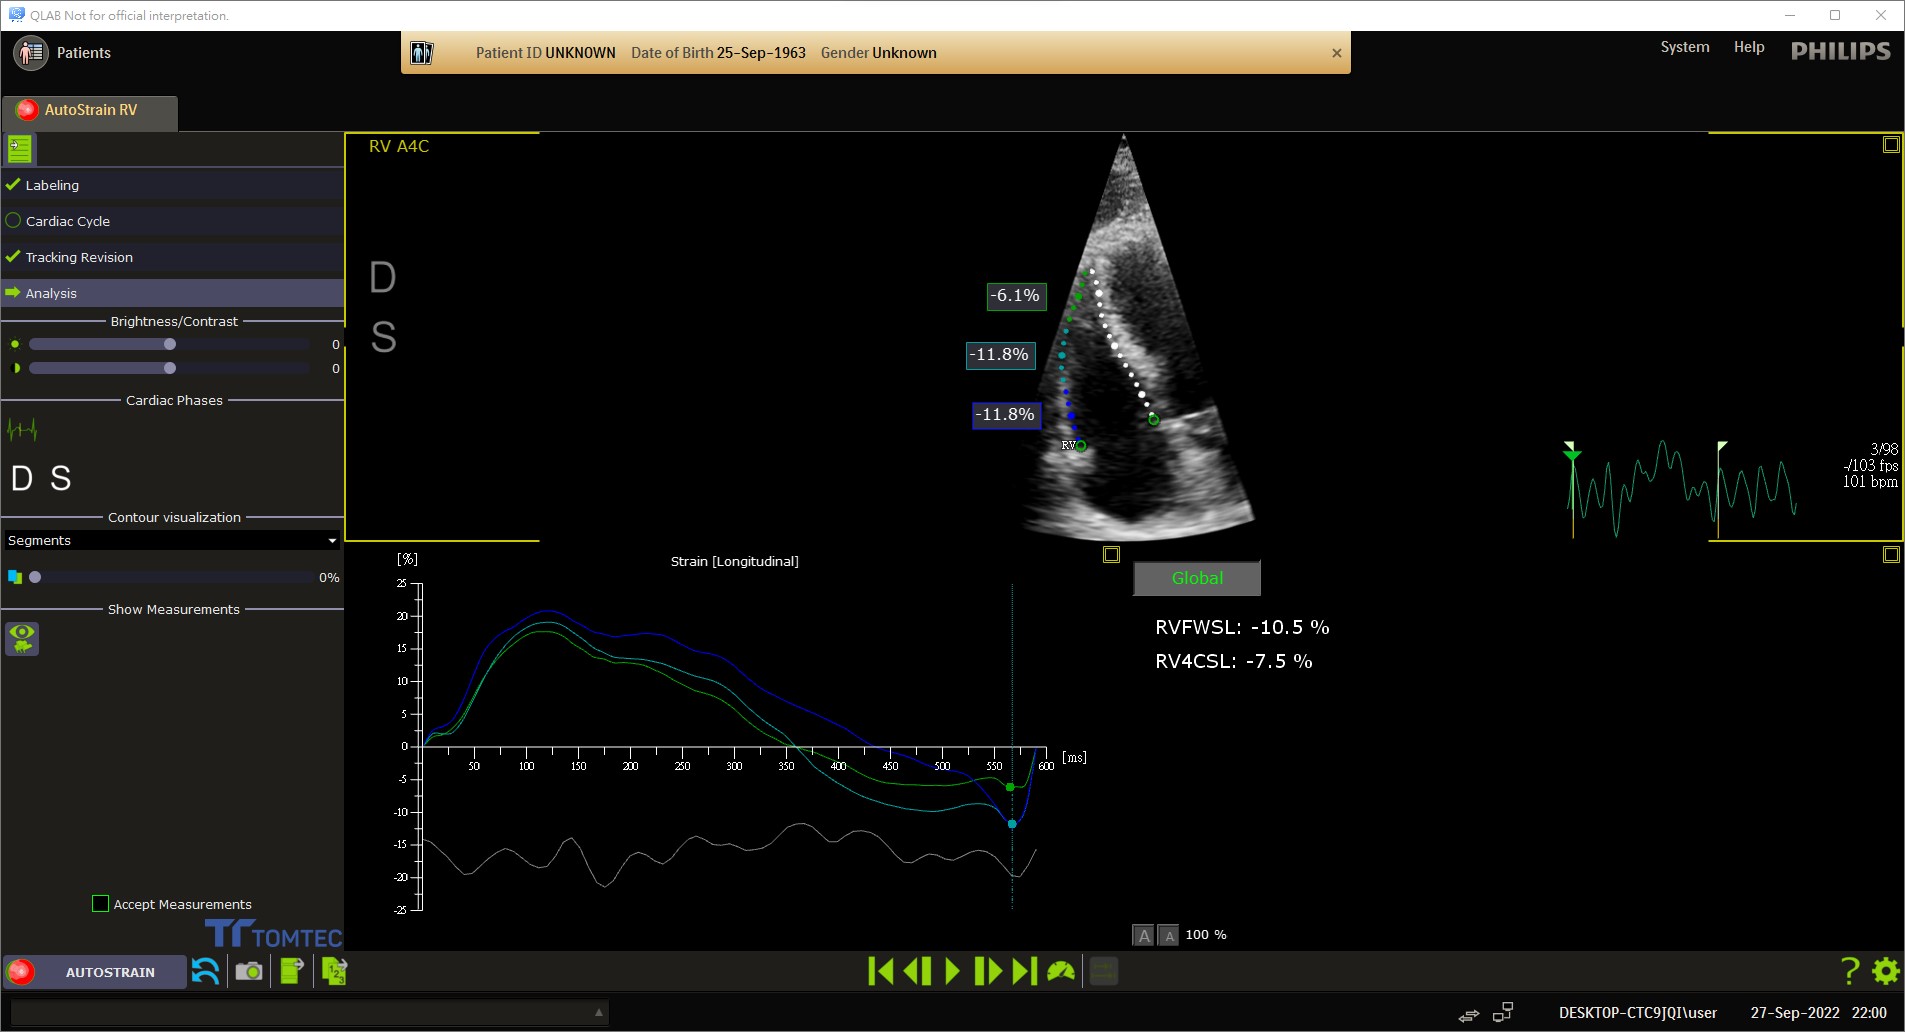 QLAB Not for official interpretation.
Patients
Patient ID UNKNOWN Date of Birth 25-Sep-1963 Gender Unknown
System Help PHILIPS
AutoStrain RV
Labeling
Cardiac Cycle
Tracking Revision
Analysis
Brightness/Contrast
0
0
Cardiac Phases
D S
Contour visualization
Segments
0%
Show Measurements
Accept Measurements
TOMTEC
RV A4C
D
S
-6.1%
-11.8%
-11.8%
RV
3/98
-/103 fps
101 bpm
[%]
Strain [Longitudinal]
25
20
15
10
5
0
-5
-10
-15
-20
-25
50 100 150 200 250 300 350 400 450 500 550 600 [ms]
Global
RVFWSL: -10.5 %
RV4CSL: -7.5 %
A A 100 %
AUTOSTRAIN
1 2 3
?
DESKTOP-CTC9JQI\user 27-Sep-2022 22:00